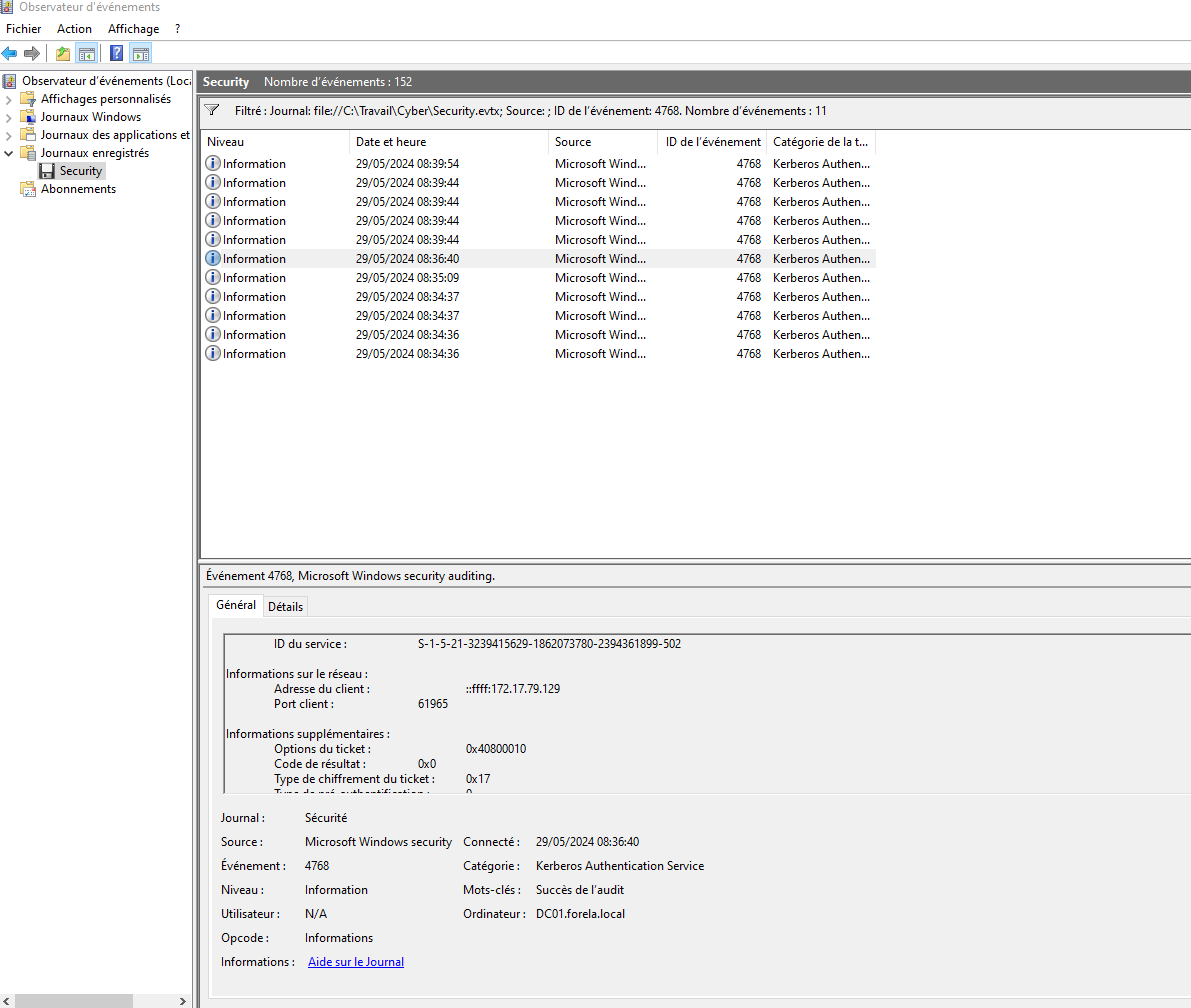 Observateur d'événements
Fichier Action Affichage ?
Observateur d'événements (Loca
Affichages personnalisés
Journaux Windows
Journaux des applications et
Journaux enregistrés
Security
Abonnements
Security Nombre d'événements : 152
Filtré : Journal: file://C:\Travail\Cyber\Security.evtx; Source: ; ID de l'événement: 4768. Nombre d'événements : 11
Niveau Date et heure Source ID de l'événement Catégorie de la t...
Information 29/05/2024 08:39:54 Microsoft Wind... 4768 Kerberos Authen...
Information 29/05/2024 08:39:44 Microsoft Wind... 4768 Kerberos Authen...
Information 29/05/2024 08:39:44 Microsoft Wind... 4768 Kerberos Authen...
Information 29/05/2024 08:39:44 Microsoft Wind... 4768 Kerberos Authen...
Information 29/05/2024 08:39:44 Microsoft Wind... 4768 Kerberos Authen...
Information 29/05/2024 08:36:40 Microsoft Wind... 4768 Kerberos Authen...
Information 29/05/2024 08:35:09 Microsoft Wind... 4768 Kerberos Authen...
Information 29/05/2024 08:34:37 Microsoft Wind... 4768 Kerberos Authen...
Information 29/05/2024 08:34:37 Microsoft Wind... 4768 Kerberos Authen...
Information 29/05/2024 08:34:36 Microsoft Wind... 4768 Kerberos Authen...
Information 29/05/2024 08:34:36 Microsoft Wind... 4768 Kerberos Authen...
Événement 4768, Microsoft Windows security auditing.
Général Détails
ID du service : S-1-5-21-3239415629-1862073780-2394361899-502
Informations sur le réseau :
Adresse du client : ::ffff:172.17.79.129
Port client : 61965
Informations supplémentaires :
Options du ticket : 0x40800010
Code de résultat : 0x0
Type de chiffrement du ticket : 0x17
Type de pré-authentification : 0
Journal : Sécurité
Source : Microsoft Windows security Connecté : 29/05/2024 08:36:40
Événement : 4768 Catégorie : Kerberos Authentication Service
Niveau : Information Mots-clés : Succès de l'audit
Utilisateur : N/A Ordinateur : DC01.forela.local
Opcode : Informations
Informations : Aide sur le Journal